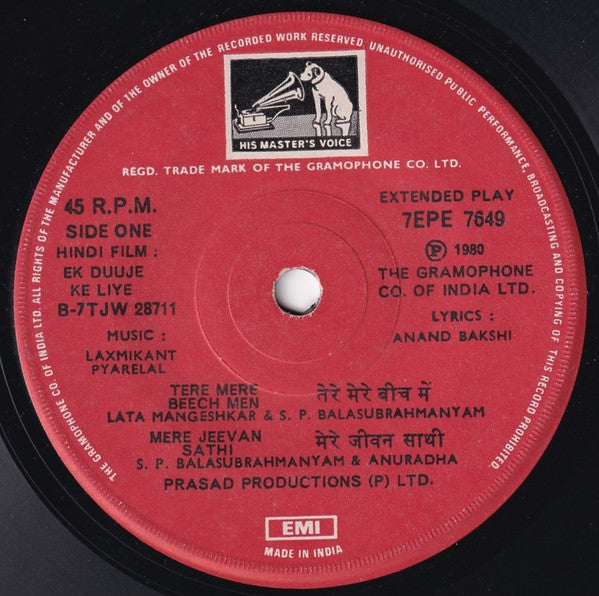 THE GRAMOPHONE CO. OF INDIA LTD. ALL RIGHTS OF THE MANUFACTURER AND OF THE OWNER OF THE RECORDED WORK RESERVED. UNAUTHORISED PUBLIC PERFORMANCE, BROADCASTING AND COPYING OF THIS RECORD PROHIBITED.
HIS MASTER'S VOICE
REGD. TRADE MARK OF THE GRAMOPHONE CO. LTD.
45 R.P.M.
SIDE ONE
HINDI FILM :
EK DUUJE
KE LIYE
B-7TJW 28711
MUSIC :
LAXMIKANT
PYARELAL
EXTENDED PLAY
7EPE 7649
Ⓟ 1980
THE GRAMOPHONE
CO. OF INDIA LTD.
LYRICS :
ANAND BAKSHI
TERE MERE
BEECH MEN
तेरे मेरे बीच में
LATA MANGESHKAR & S. P. BALASUBRAHMANYAM
MERE JEEVAN
SATHI
मेरे जीवन साथी
S. P. BALASUBRAHMANYAM & ANURADHA
PRASAD PRODUCTIONS (P) LTD.
EMI
MADE IN INDIA